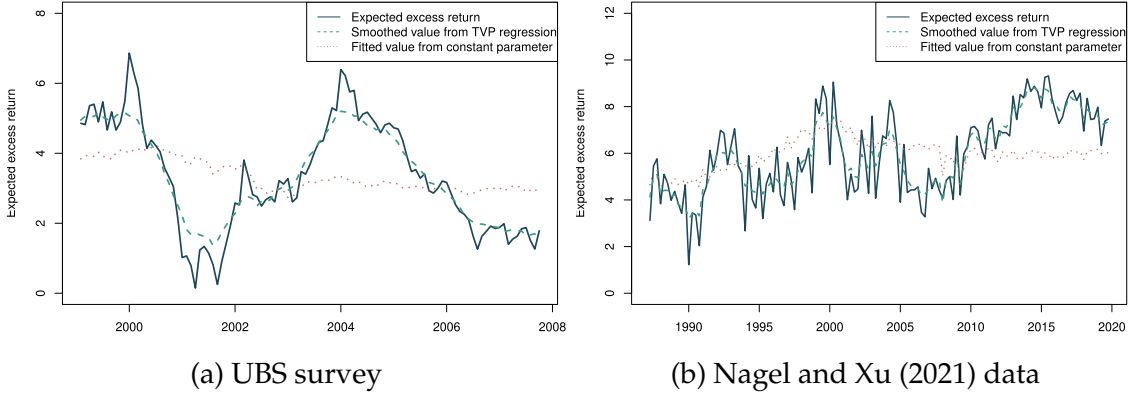 Expected excess return
Smoothed value from TVP regression
Fitted value from constant parameter
Expected excess return
8
6
4
2
0
2000
2002
2004
2006
2008
(a) UBS survey
Expected excess return
Smoothed value from TVP regression
Fitted value from constant parameter
Expected excess return
12
10
8
6
4
2
0
1990
1995
2000
2005
2010
2015
2020
(b) Nagel and Xu (2021) data